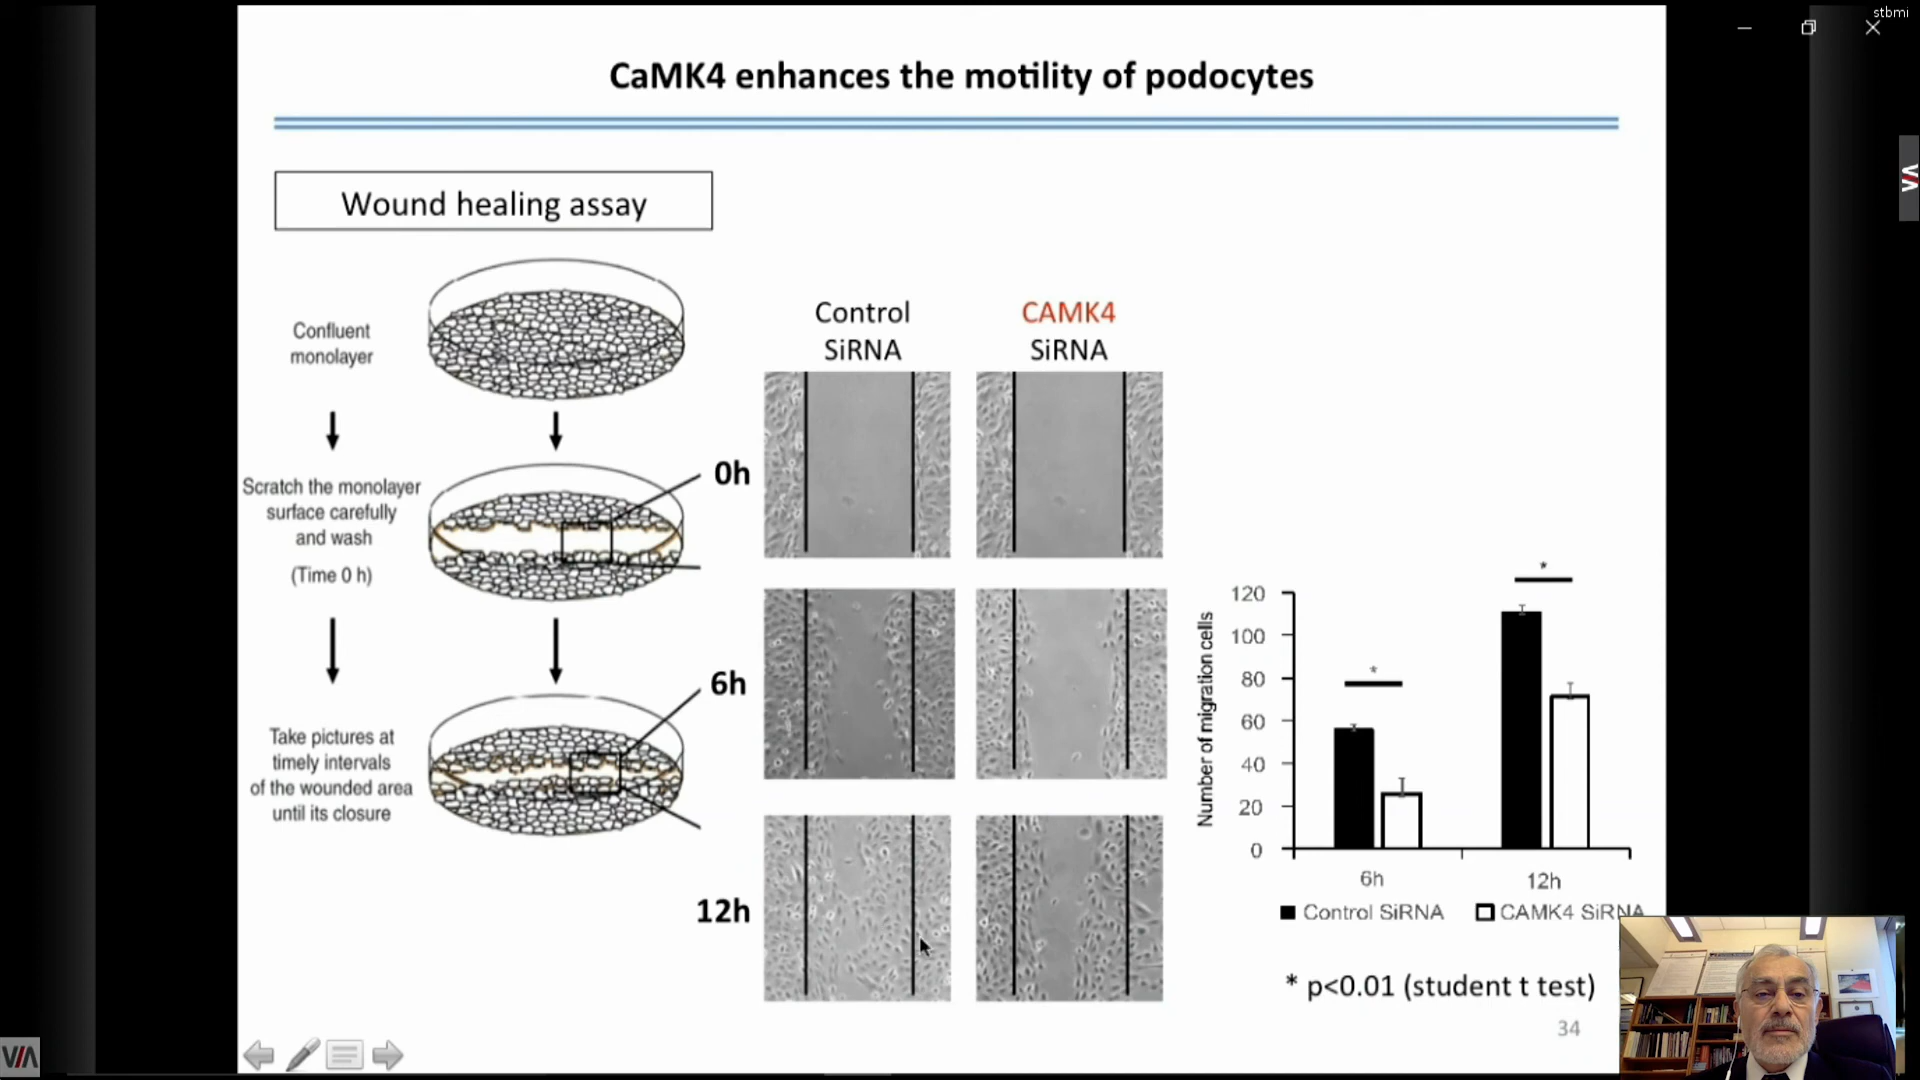 stbmi
CaMK4 enhances the motility of podocytes
Wound healing assay
Confluent
monolayer
Scratch the monolayer
surface carefully
and wash
(Time 0 h)
Take pictures at
timely intervals
of the wounded area
until its closure
Control
SiRNA
CAMK4
SiRNA
0h
6h
12h
Number of migration cells
120
100
80
60
40
20
0
*
*
6h
12h
Control SiRNA
CAMK4 SiRNA
* p<0.01 (student t test)
34
VIA